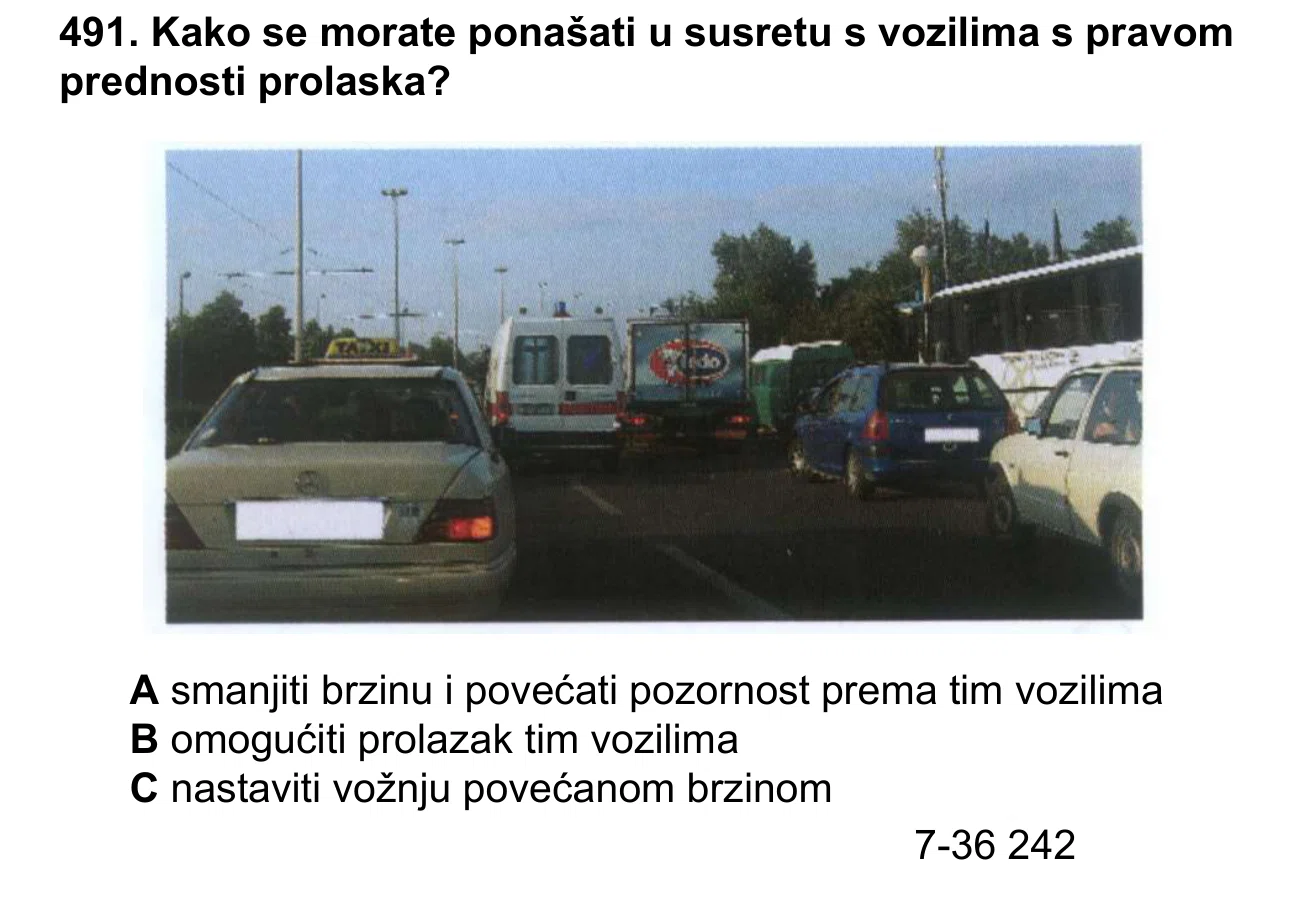 491. Kako se morate ponašati u susretu s vozilima s pravom
prednosti prolaska?
TAXI
Ledo
A smanjiti brzinu i povećati pozornost prema tim vozilima
B omogućiti prolazak tim vozilima
C nastaviti vožnju povećanom brzinom
7-36 242